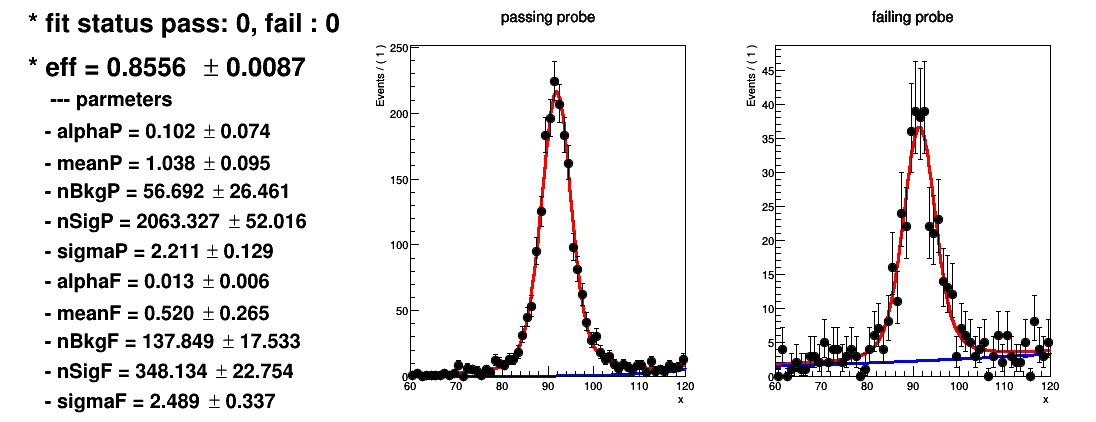 * fit status pass: 0, fail : 0
* eff = 0.8556 ± 0.0087
--- parmeters
- alphaP = 0.102 ± 0.074
- meanP = 1.038 ± 0.095
- nBkgP = 56.692 ± 26.461
- nSigP = 2063.327 ± 52.016
- sigmaP = 2.211 ± 0.129
- alphaF = 0.013 ± 0.006
- meanF = 0.520 ± 0.265
- nBkgF = 137.849 ± 17.533
- nSigF = 348.134 ± 22.754
- sigmaF = 2.489 ± 0.337
passing probe
Events / ( 1 )
250
200
150
100
50
0
60 70 80 90 100 110 120
x
failing probe
Events / ( 1 )
45
40
35
30
25
20
15
10
5
0
60 70 80 90 100 110 120
x